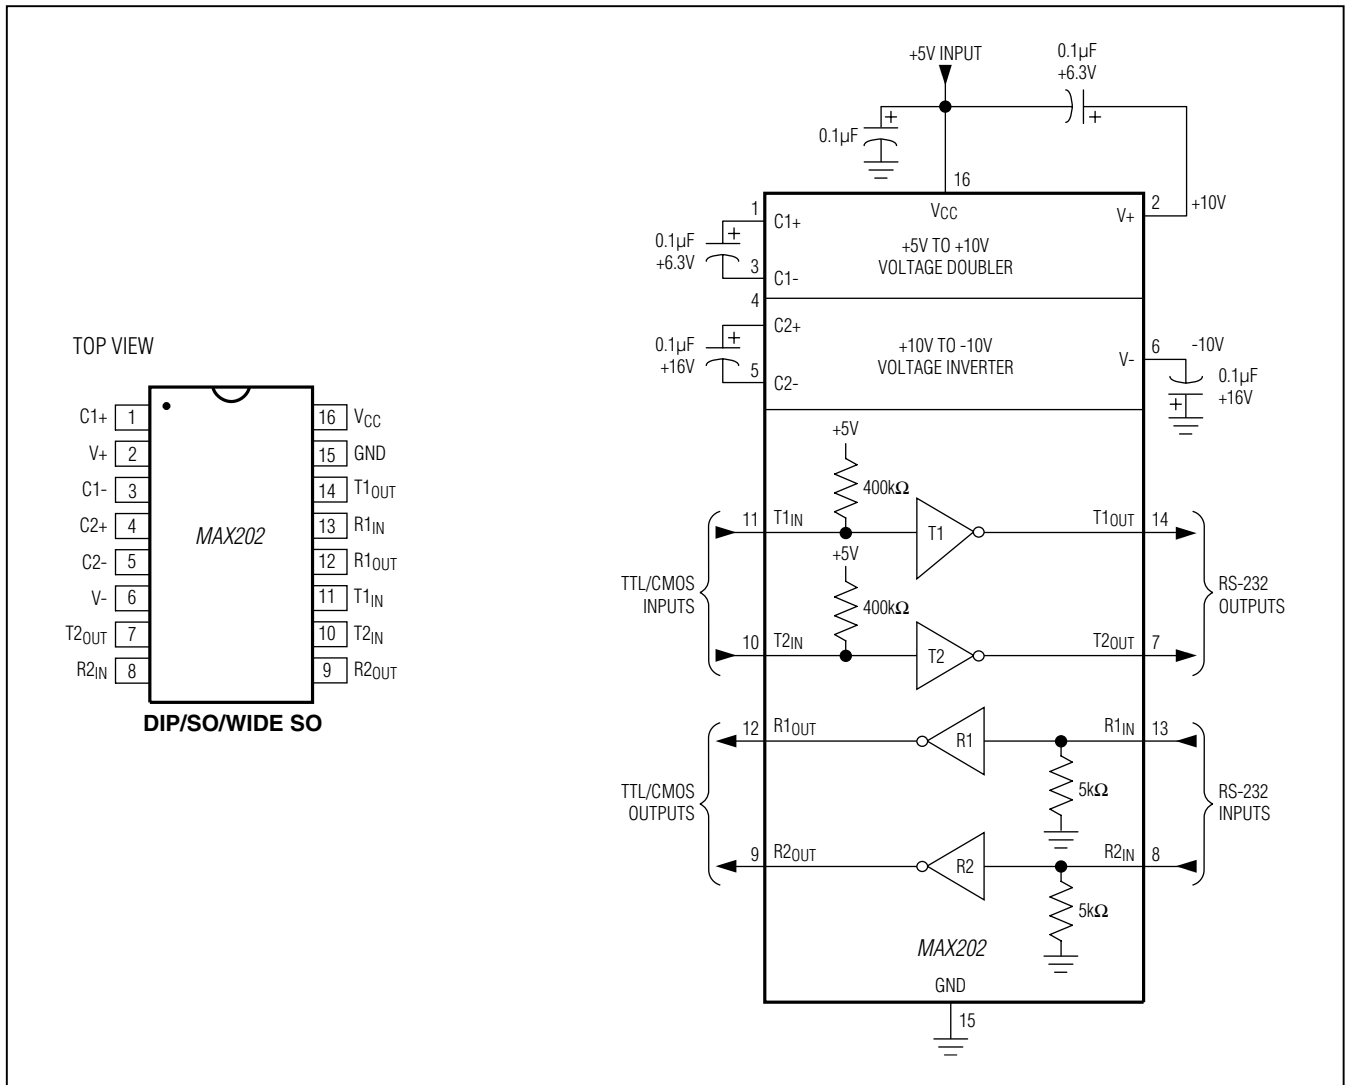 TOP VIEW
C1+ 1
V+ 2
C1- 3
C2+ 4
C2- 5
V- 6
T2OUT 7
R2IN 8
MAX202
16 VCC
15 GND
14 T1OUT
13 R1IN
12 R1OUT
11 T1IN
10 T2IN
9 R2OUT
DIP/SO/WIDE SO
+5V INPUT
0.1µF
+6.3V
+
0.1µF
+
16
VCC
1
C1+
0.1µF
+6.3V
+
3
C1-
+5V TO +10V
VOLTAGE DOUBLER
V+
2
+10V
4
C2+
0.1µF
+16V
+
5
C2-
+10V TO -10V
VOLTAGE INVERTER
V-
6
-10V
0.1µF
+16V
+
+5V
400kΩ
11
T1IN
T1
T1OUT
14
+5V
400kΩ
TTL/CMOS
INPUTS
RS-232
OUTPUTS
10
T2IN
T2
T2OUT
7
12
R1OUT
R1
R1IN
13
5kΩ
TTL/CMOS
OUTPUTS
RS-232
INPUTS
9
R2OUT
R2
R2IN
8
5kΩ
MAX202
GND
15